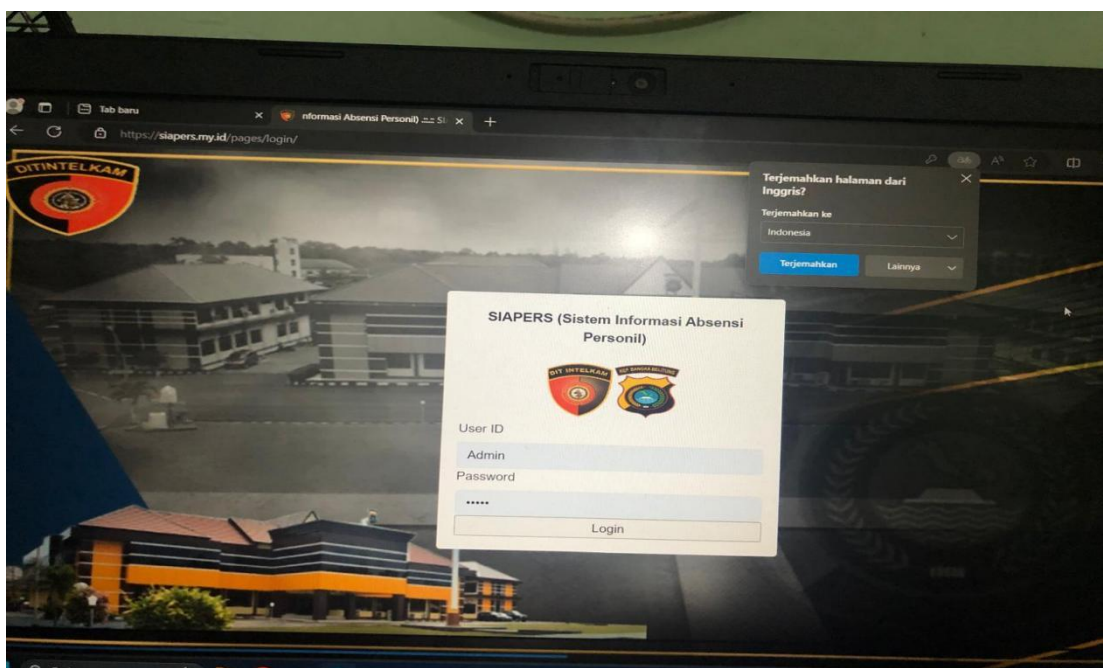 Tab baru
nformasi Absensi Personil)
https://siapers.my.id/pages/login/
DITINTELKAM
Terjemahkan halaman dari
Inggris?
Terjemahkan ke
Indonesia
Terjemahkan
Lainnya
SIAPERS (Sistem Informasi Absensi
Personil)
DIT INTELKAM
User ID
Admin
Password
•••••
Login